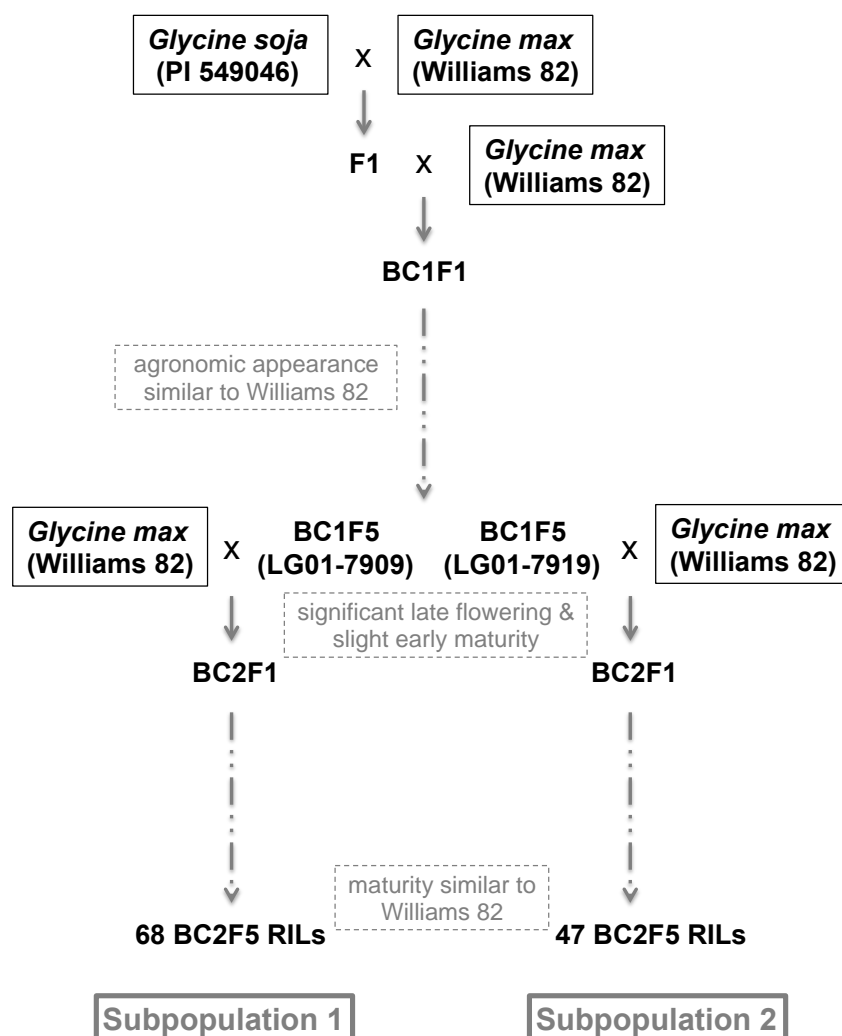 Glycine soja
(PI 549046)
x
Glycine max
(Williams 82)
F1
x
Glycine max
(Williams 82)
BC1F1
agronomic appearance
similar to Williams 82
Glycine max
(Williams 82)
x
BC1F5
(LG01-7909)
BC1F5
(LG01-7919)
x
Glycine max
(Williams 82)
significant late flowering &
slight early maturity
BC2F1
BC2F1
maturity similar to
Williams 82
68 BC2F5 RILs
47 BC2F5 RILs
Subpopulation 1
Subpopulation 2